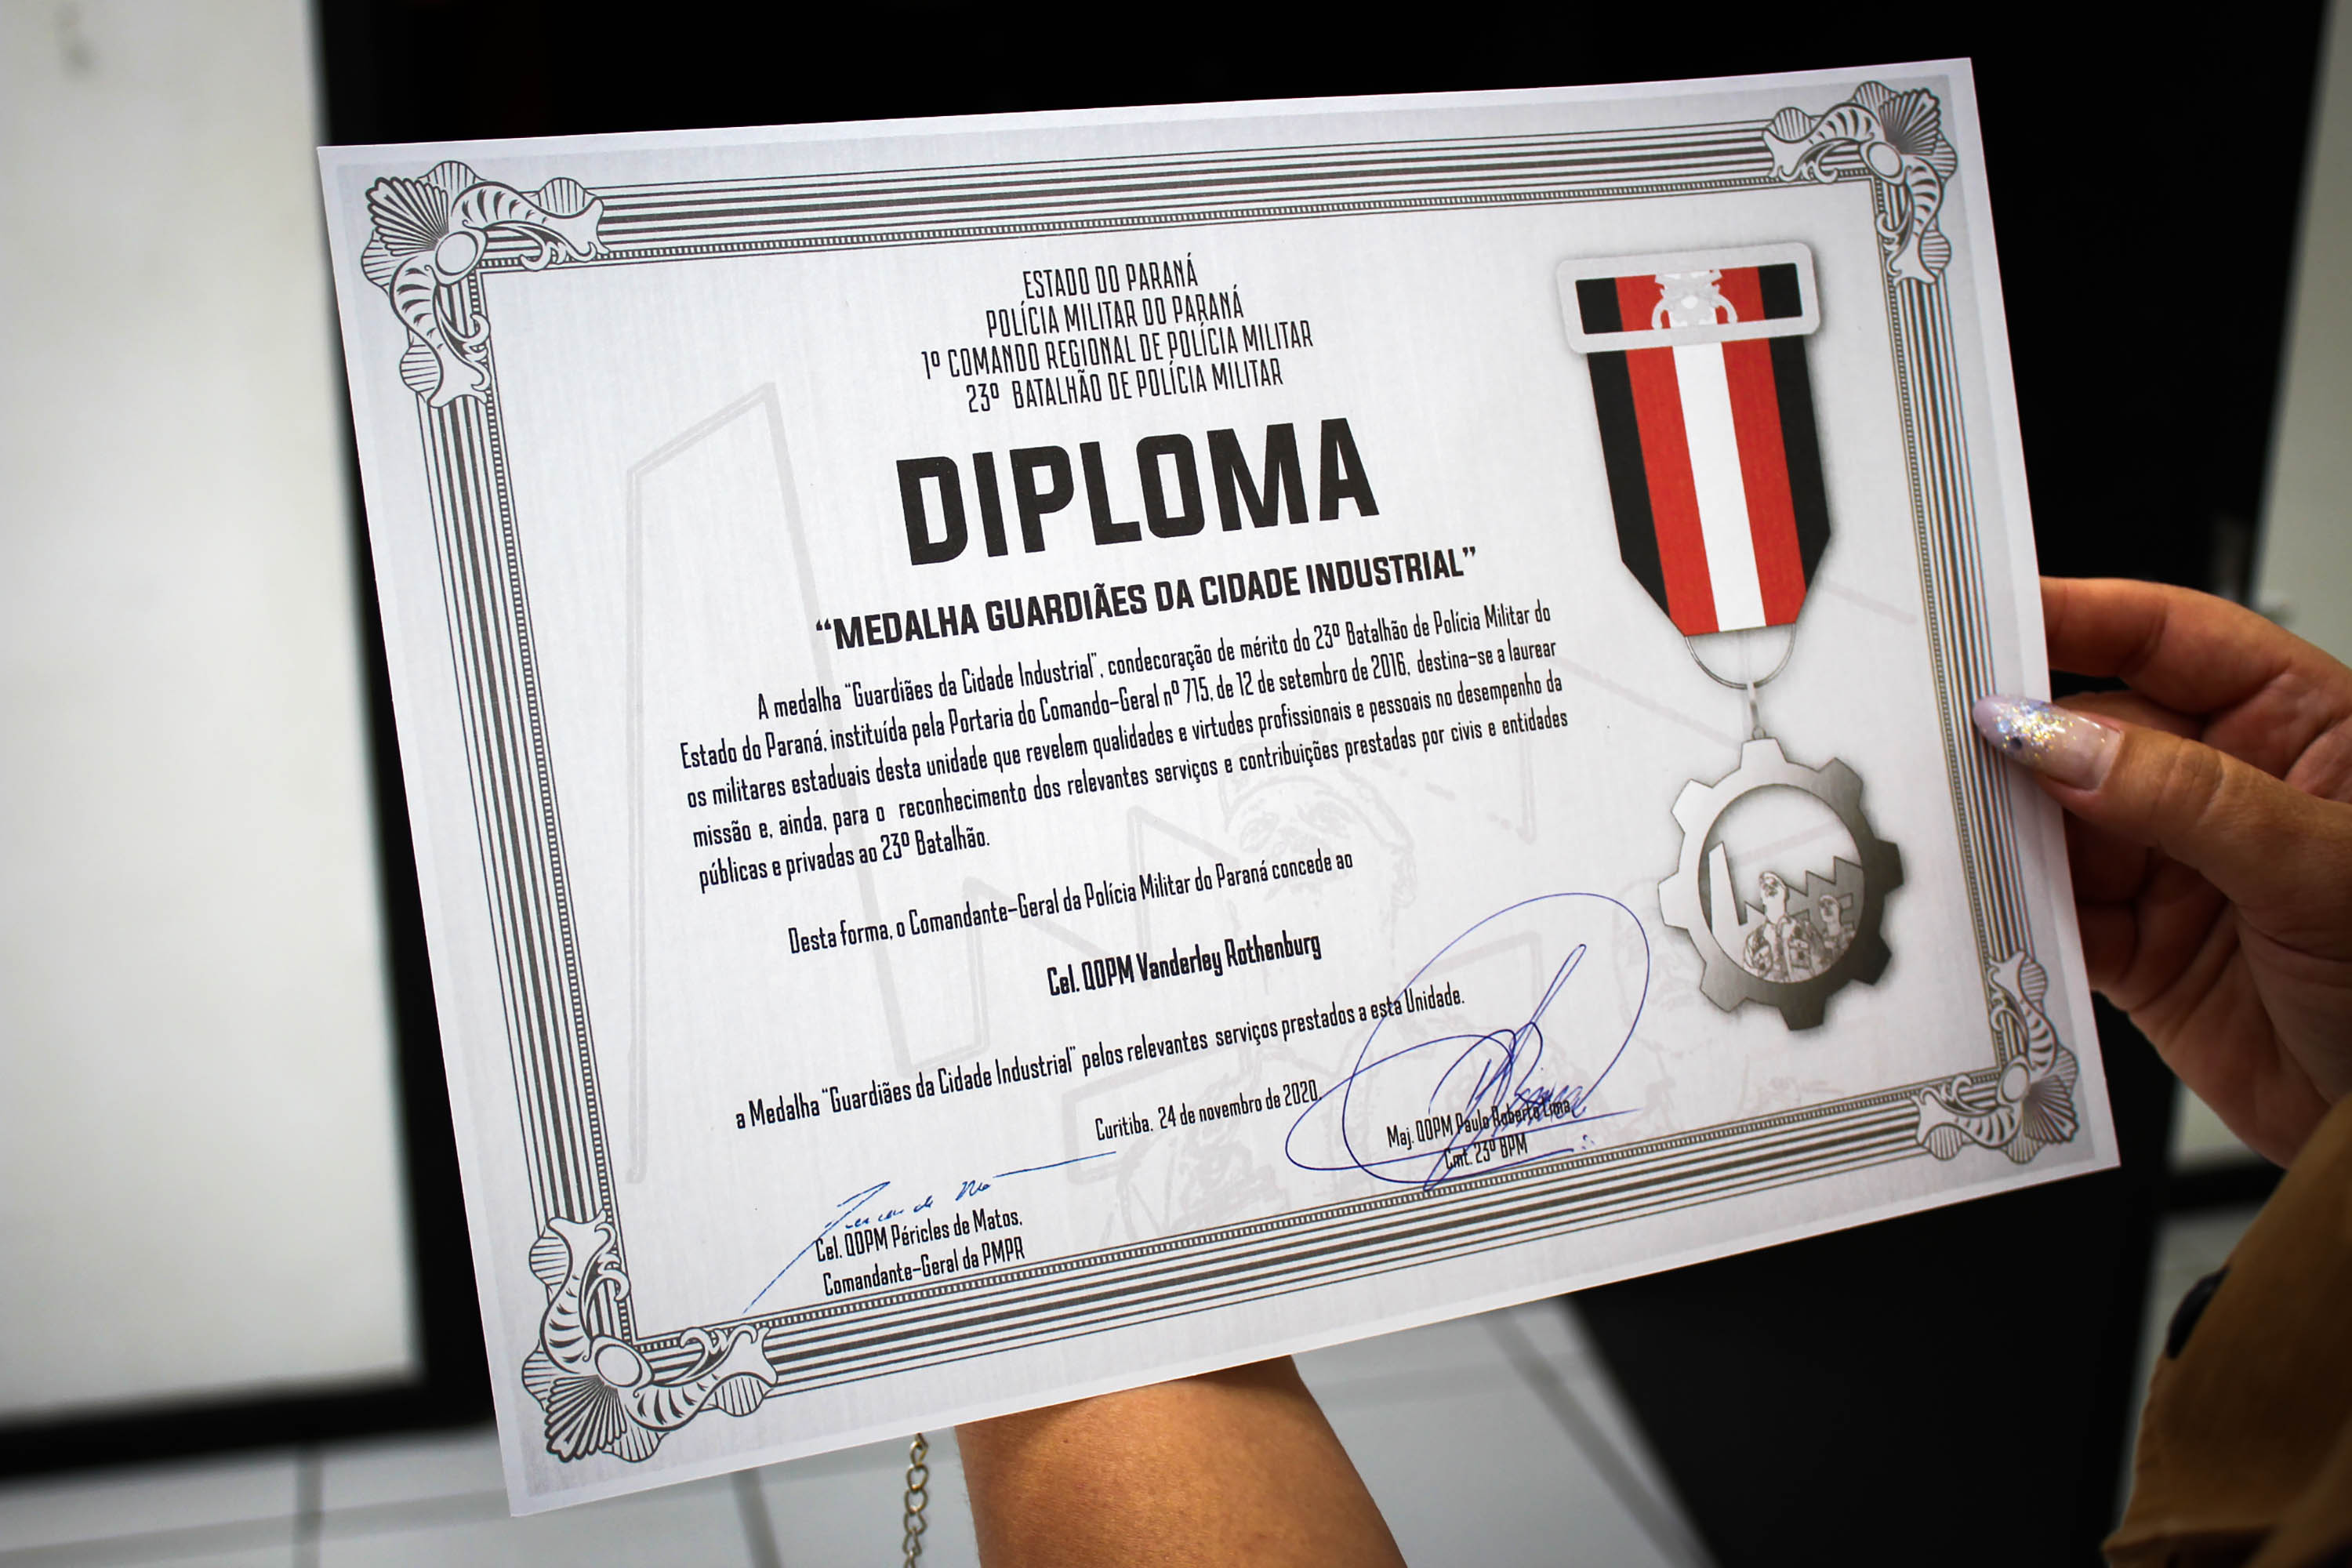 ESTADO DO PARANÁ
POLÍCIA MILITAR DO PARANÁ
1º COMANDO REGIONAL DE POLÍCIA MILITAR
23º BATALHÃO DE POLÍCIA MILITAR
DIPLOMA
“MEDALHA GUARDIÃES DA CIDADE INDUSTRIAL”
A medalha “Guardiães da Cidade Industrial”, condecoração de mérito do 23º Batalhão de Polícia Militar do
Estado do Paraná, instituída pela Portaria do Comando-Geral nº 715, de 12 de setembro de 2016, destina-se a laurear
os militares estaduais desta unidade que revelem qualidades e virtudes profissionais e pessoais no desempenho da
missão e, ainda, para o reconhecimento dos relevantes serviços e contribuições prestadas por civis e entidades
públicas e privadas ao 23º Batalhão.
Desta forma, o Comandante-Geral da Polícia Militar do Paraná concede ao
Cel. QOPM Vanderley Rothenburg
a Medalha “Guardiães da Cidade Industrial” pelos relevantes serviços prestados a esta Unidade.
Curitiba, 24 de novembro de 2020.
Maj. QOPM Paulo Roberto Lima
Cmt. 23º BPM
Cel. QOPM Péricles de Matos,
Comandante-Geral da PMPR